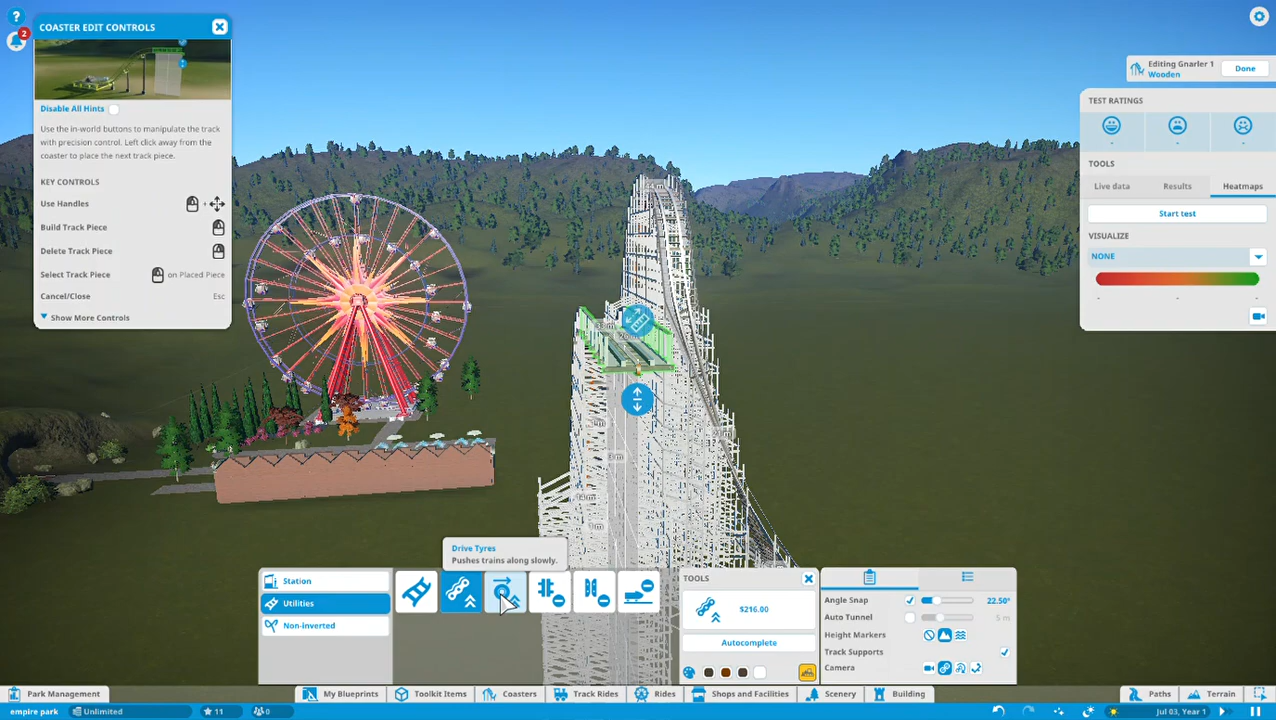 ?
2
COASTER EDIT CONTROLS
Disable All Hints
Use the in-world buttons to manipulate the track
with precision control. Left click away from the
coaster to place the next track piece.
KEY CONTROLS
Use Handles
+
Build Track Piece
Delete Track Piece
Select Track Piece
on Placed Piece
Cancel/Close
Esc
Show More Controls
Editing Gnarler 1
Wooden
Done
TEST RATINGS
- - -
TOOLS
Live data
Results
Heatmaps
Start test
VISUALIZE
NONE
- - -
14 m
Drive Tyres
Pushes trains along slowly.
Station
Utilities
Non-inverted
TOOLS
$216.00
Autocomplete
Angle Snap
22.50°
Auto Tunnel
5 m
Height Markers
Track Supports
Camera
Park Management
My Blueprints
Toolkit Items
Coasters
Track Rides
Rides
Shops and Facilities
Scenery
Building
Paths
Terrain
empire park
Unlimited
11
0
Jul 03, Year 1